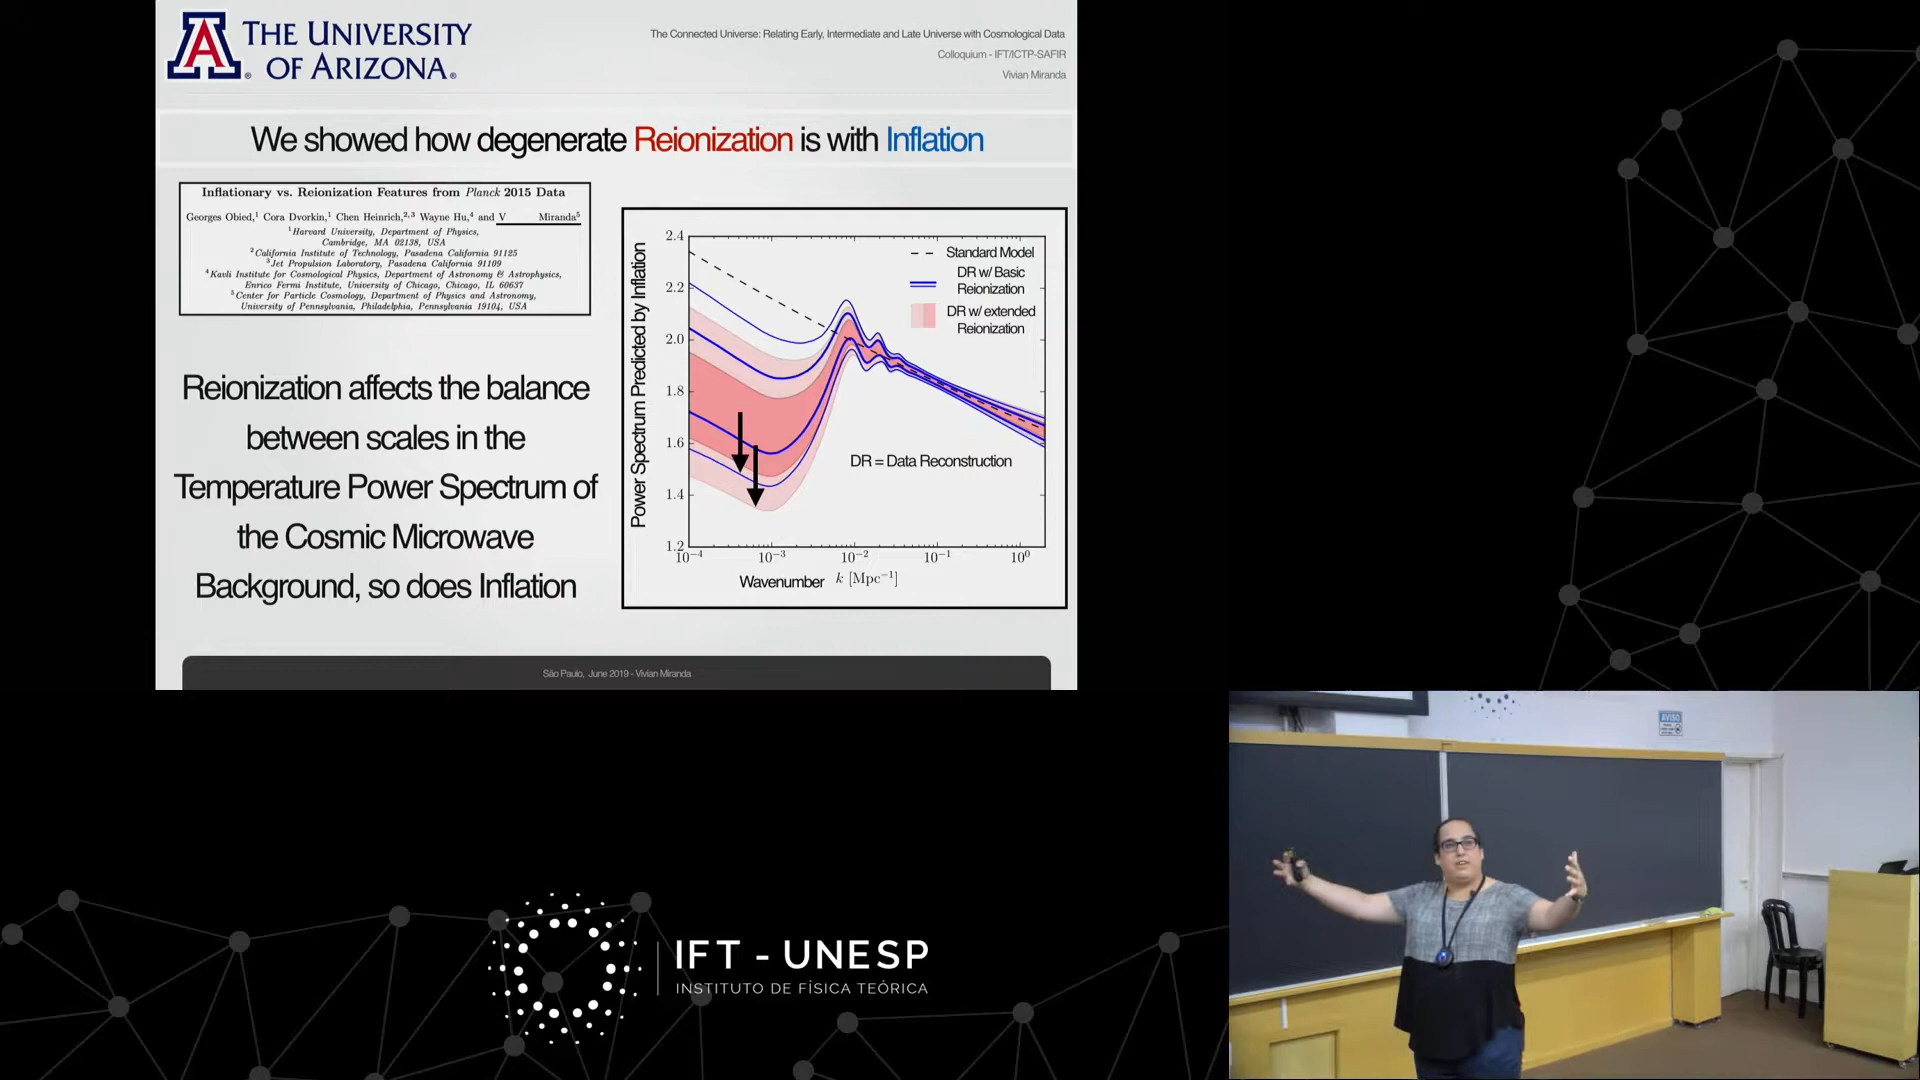 THE UNIVERSITY
OF ARIZONA
The Connected Universe: Relating Early, Intermediate and Late Universe with Cosmological Data
Colloquium - IFT/ICTP-SAFIR
Vivian Miranda
We showed how degenerate Reionization is with Inflation
Inflationary vs. Reionization Features from Planck 2015 Data
Georges Obied,1 Cora Dvorkin,1 Chen Heinrich,2,3 Wayne Hu,4 and V Miranda5
1Harvard University, Department of Physics,
Cambridge, MA 02138, USA
2California Institute of Technology, Pasadena California 91125
3Jet Propulsion Laboratory, Pasadena California 91109
4Kavli Institute for Cosmological Physics, Department of Astronomy & Astrophysics,
Enrico Fermi Institute, University of Chicago, Chicago, IL 60637
5Center for Particle Cosmology, Department of Physics and Astronomy,
University of Pennsylvania, Philadelphia, Pennsylvania 19104, USA
Reionization affects the balance
between scales in the
Temperature Power Spectrum of
the Cosmic Microwave
Background, so does Inflation
Power Spectrum Predicted by Inflation
2.4
2.2
2.0
1.8
1.6
1.4
1.2
Standard Model
DR w/ Basic
Reionization
DR w/ extended
Reionization
DR = Data Reconstruction
10−4 10−3 10−2 10−1 100
Wavenumber k [Mpc−1]
São Paulo, June 2019 - Vivian Miranda
AVISO
IFT - UNESP
INSTITUTO DE FÍSICA TEÓRICA